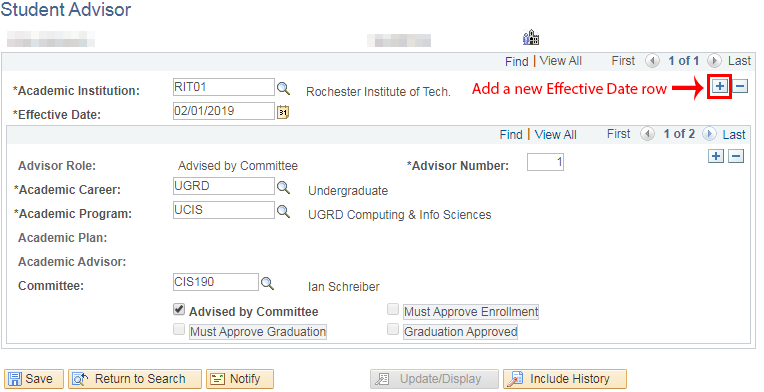 Student Advisor
Find | View All First 1 of 1 Last
*Academic Institution: RIT01 Rochester Institute of Tech. Add a new Effective Date row
*Effective Date: 02/01/2019 31
Find | View All First 1 of 2 Last
Advisor Role: Advised by Committee *Advisor Number: 1
*Academic Career: UGRD Undergraduate
*Academic Program: UCIS UGRD Computing & Info Sciences
Academic Plan:
Academic Advisor:
Committee: CIS190 Ian Schreiber
Advised by Committee Must Approve Enrollment
Must Approve Graduation Graduation Approved
Save Return to Search Notify Update/Display Include History